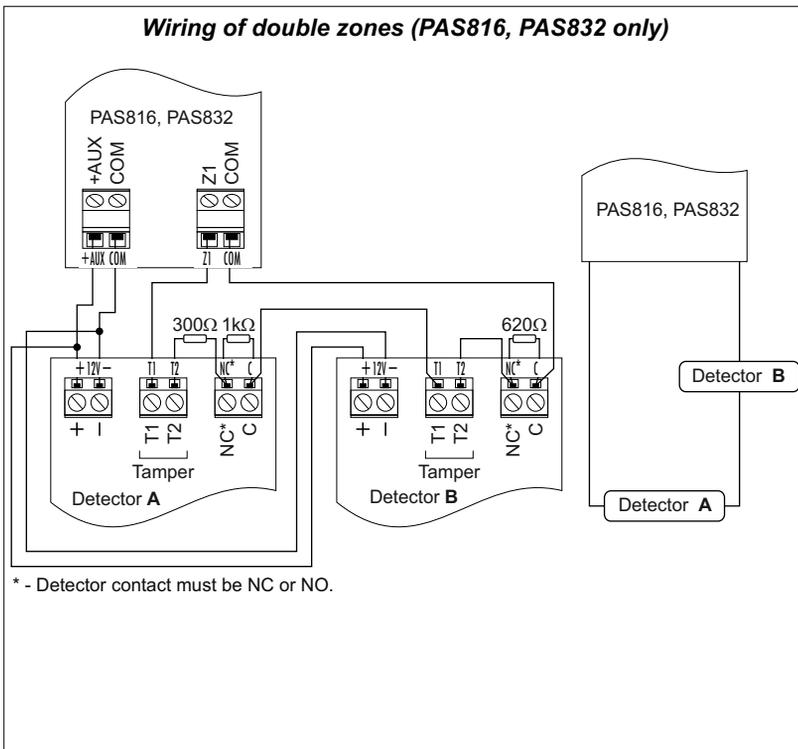 Wiring of double zones (PAS816, PAS832 only)
PAS816, PAS832
+AUX
COM
Z1
COM
+AUX COM
Z1 COM
PAS816, PAS832
300Ω 1kΩ
620Ω
+ 12V −
T1 T2
NC* C
+ 12V −
T1 T2
NC* C
Detector B
+ −
T1 T2
NC* C
+ −
T1 T2
NC* C
Tamper
Tamper
Detector A
Detector B
Detector A
* - Detector contact must be NC or NO.